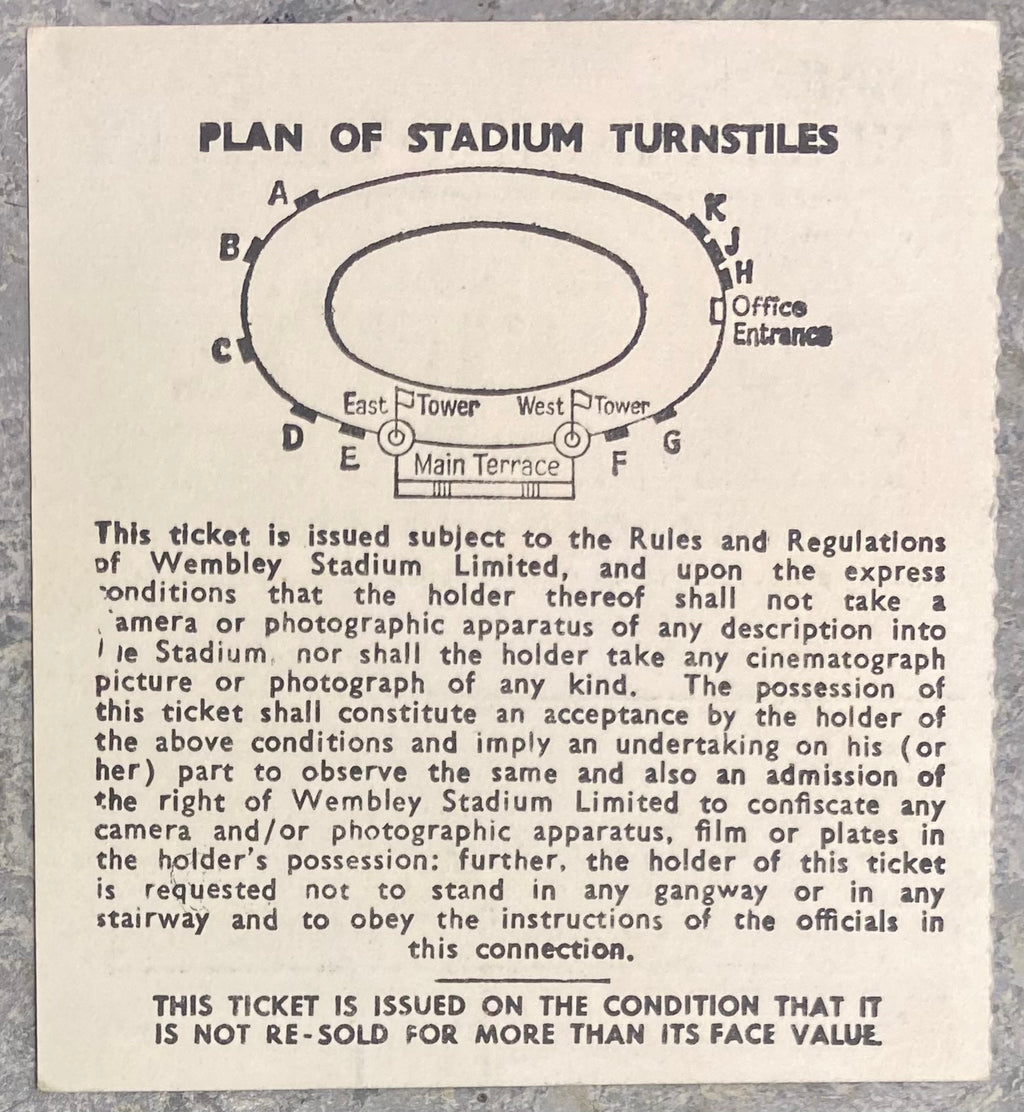 PLAN OF STADIUM TURNSTILES
A
K
B
J
H
Office
Entrance
C
East Tower West Tower
D
E
F
G
Main Terrace
This ticket is issued subject to the Rules and Regulations
of Wembley Stadium Limited, and upon the express
conditions that the holder thereof shall not take a
camera or photographic apparatus of any description into
the Stadium, nor shall the holder take any cinematograph
picture or photograph of any kind. The possession of
this ticket shall constitute an acceptance by the holder of
the above conditions and imply an undertaking on his (or
her) part to observe the same and also an admission of
the right of Wembley Stadium Limited to confiscate any
camera and/or photographic apparatus, film or plates in
the holder's possession: further, the holder of this ticket
is requested not to stand in any gangway or in any
stairway and to obey the instructions of the officials in
this connection.
THIS TICKET IS ISSUED ON THE CONDITION THAT IT
IS NOT RE-SOLD FOR MORE THAN ITS FACE VALUE.